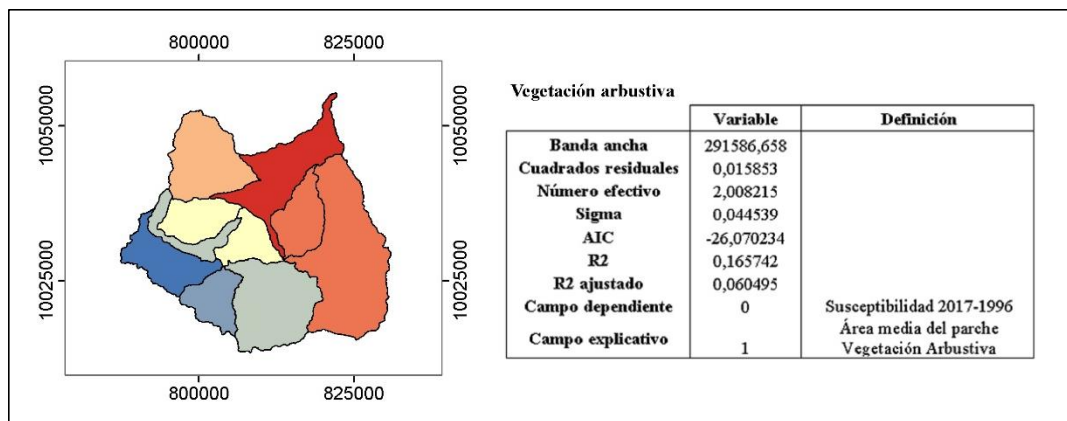 800000 825000
10050000 10050000
10025000 10025000
800000 825000
Vegetación arbustiva
Variable Definición
Banda ancha 291586,658
Cuadrados residuales 0,015853
Número efectivo 2,008215
Sigma 0,044539
AIC -26,070234
R2 0,165742
R2 ajustado 0,060495
Campo dependiente 0 Susceptibilidad 2017-1996
Campo explicativo 1 Área media del parche
Vegetación Arbustiva